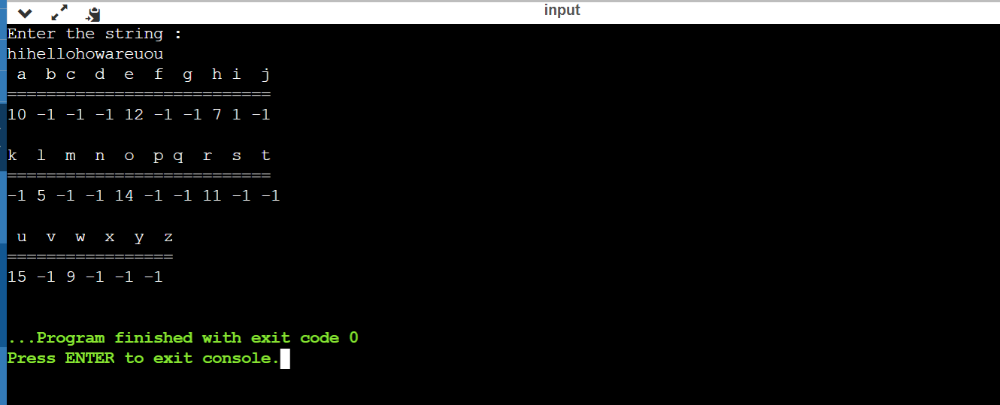 input
Enter the string :
hihellohowareuou
a b c d e f g h i j
===========================
10 -1 -1 -1 12 -1 -1 7 1 -1
k l m n o p q r s t
===========================
-1 5 -1 -1 14 -1 -1 11 -1 -1
u v w x y z
=================
15 -1 9 -1 -1 -1
...Program finished with exit code 0
Press ENTER to exit console.